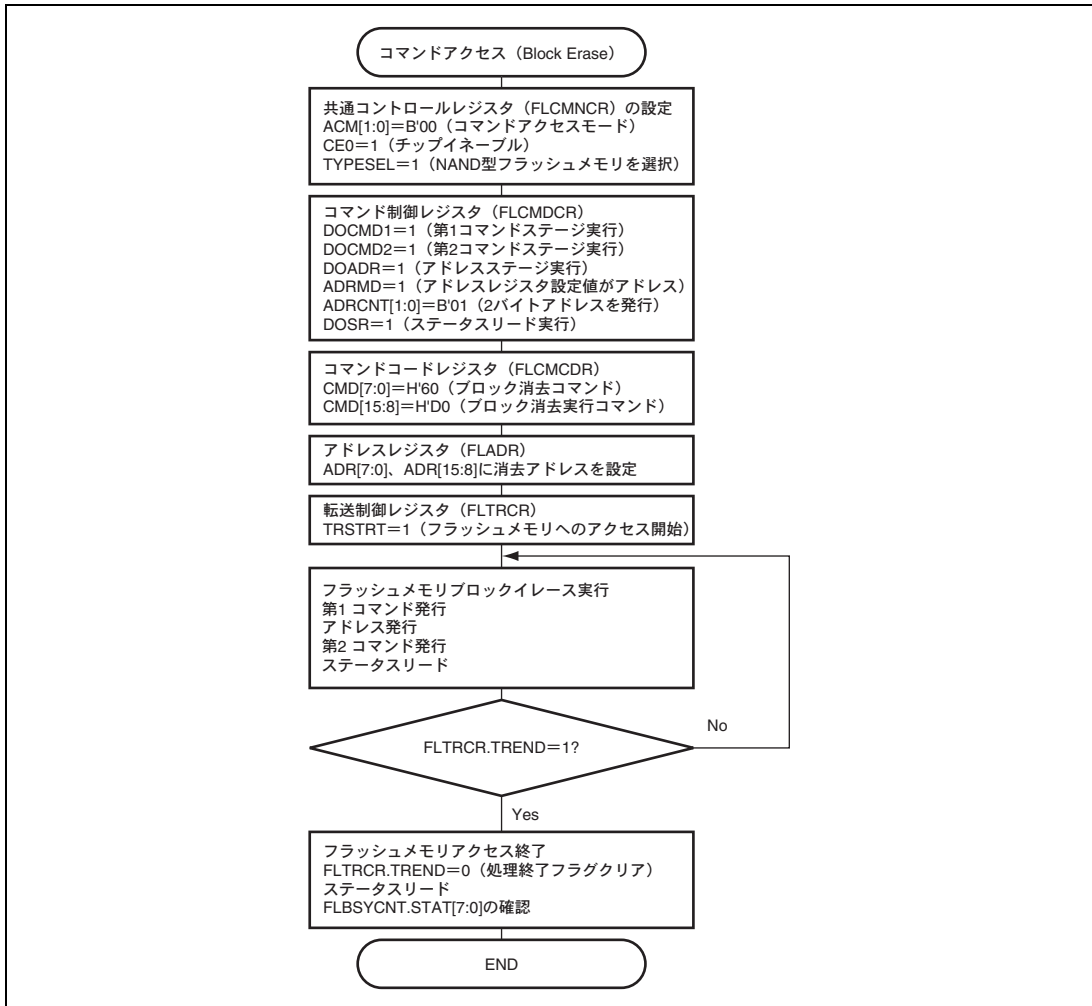 コマンドアクセス（Block Erase）
共通コントロールレジスタ（FLCMNCR）の設定
ACM[1:0]＝B'00（コマンドアクセスモード）
CE0＝1（チップイネーブル）
TYPESEL＝1（NAND型フラッシュメモリを選択）
コマンド制御レジスタ（FLCMDCR）
DOCMD1＝1（第1コマンドステージ実行）
DOCMD2＝1（第2コマンドステージ実行）
DOADR＝1（アドレスステージ実行）
ADRMD＝1（アドレスレジスタ設定値がアドレス）
ADRCNT[1:0]＝B'01（2バイトアドレスを発行）
DOSR＝1（ステータスリード実行）
コマンドコードレジスタ（FLCMCDR）
CMD[7:0]＝H'60（ブロック消去コマンド）
CMD[15:8]＝H'D0（ブロック消去実行コマンド）
アドレスレジスタ（FLADR）
ADR[7:0]、ADR[15:8]に消去アドレスを設定
転送制御レジスタ（FLTRCR）
TRSTRT＝1（フラッシュメモリへのアクセス開始）
フラッシュメモリブロックイレース実行
第1 コマンド発行
アドレス発行
第2 コマンド発行
ステータスリード
FLTRCR.TREND＝1?
No
Yes
フラッシュメモリアクセス終了
FLTRCR.TREND＝0（処理終了フラグクリア）
ステータスリード
FLBSYCNT.STAT[7:0]の確認
END